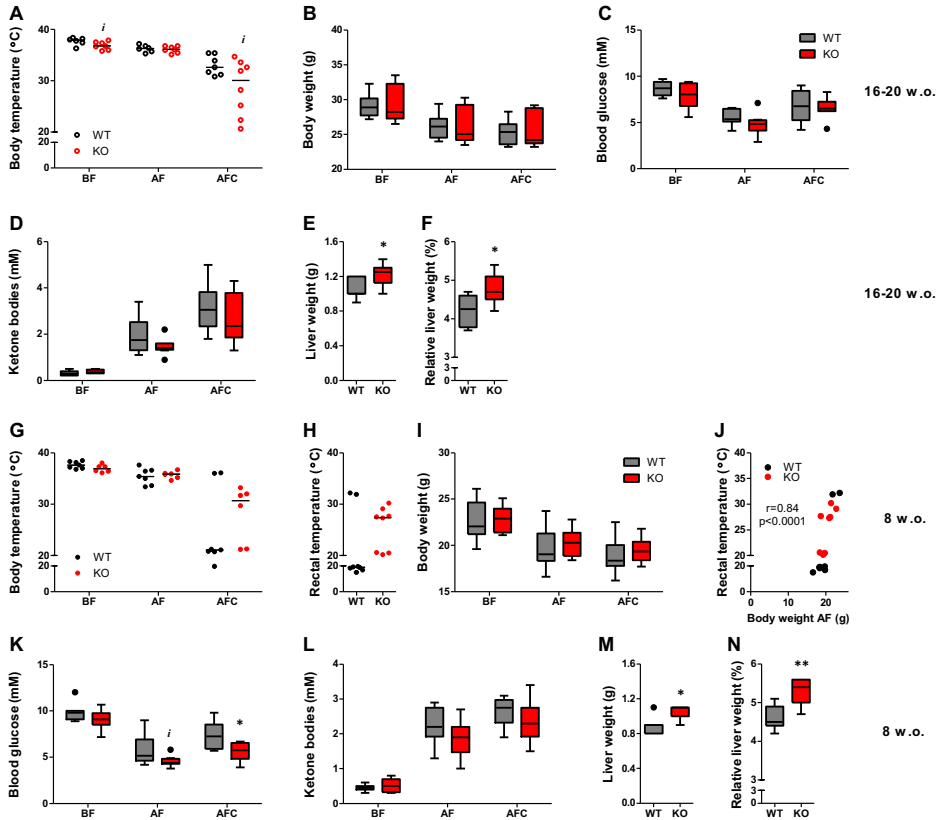 A
Body temperature (°C)
40
30
20
20
0
i
i
WT
KO
BF
AF
AFC
B
Body weight (g)
40
35
30
25
20
BF
AF
AFC
C
Blood glucose (mM)
15
10
5
0
WT
KO
BF
AF
AFC
16-20 w.o.
D
Ketone bodies (mM)
6
4
2
0
BF
AF
AFC
E
Liver weight (g)
1.6
1.2
0.8
0.0
*
WT
KO
F
Relative liver weight (%)
6
5
4
3
0
*
WT
KO
16-20 w.o.
G
Body temperature (°C)
40
30
20
20
0
WT
KO
BF
AF
AFC
H
Rectal temperature (°C)
40
30
20
20
0
WT
KO
I
Body weight (g)
30
25
20
15
WT
KO
BF
AF
AFC
J
Rectal temperature (°C)
40
30
20
20
0
WT
KO
r=0.84
p<0.0001
0
10
20
30
Body weight AF (g)
8 w.o.
K
Blood glucose (mM)
15
10
5
0
i
*
BF
AF
AFC
L
Ketone bodies (mM)
4
3
2
1
0
BF
AF
AFC
M
Liver weight (g)
1.6
1.2
0.8
0.0
*
WT
KO
N
Relative liver weight (%)
6
5
4
3
0
**
WT
KO
8 w.o.